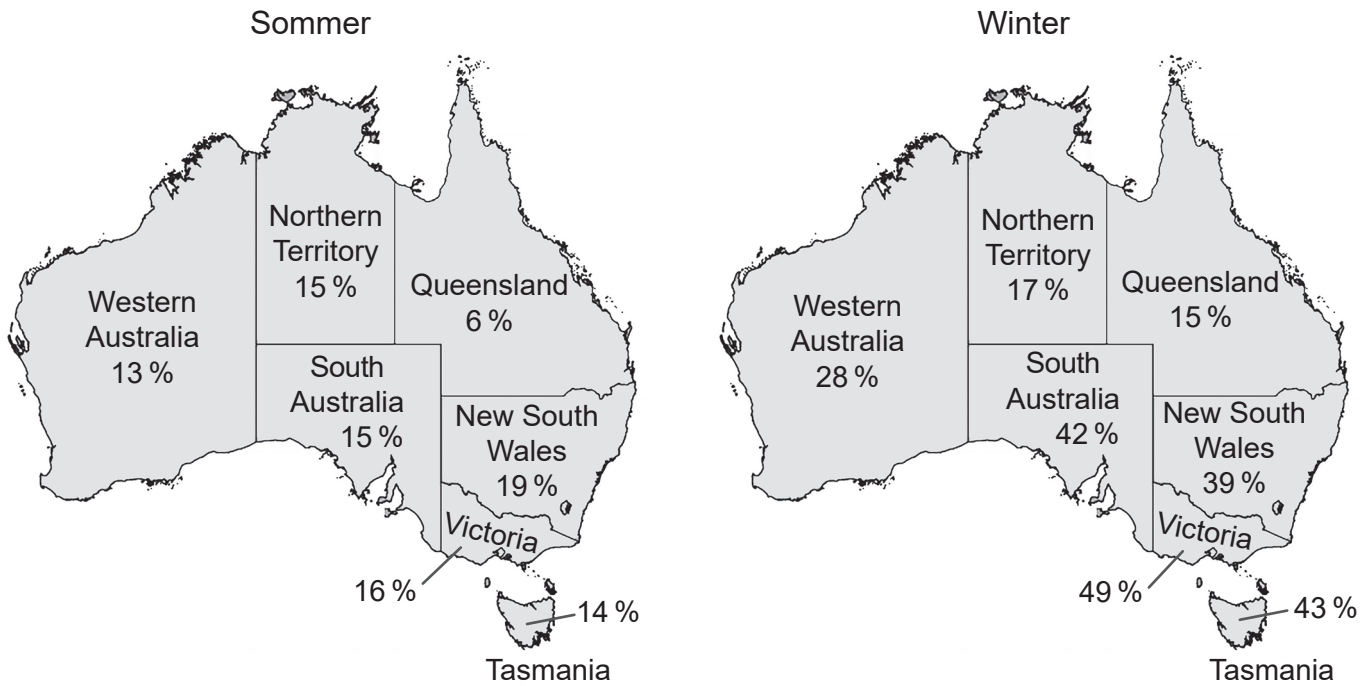 Sommer
Northern
Territory
15 %
Queensland
6 %
Western
Australia
13 %
South
Australia
15 %
New South
Wales
19 %
Victoria
16 %
14 %
Tasmania
Winter
Northern
Territory
17 %
Queensland
15 %
Western
Australia
28 %
South
Australia
42 %
New South
Wales
39 %
Victoria
49 %
43 %
Tasmania